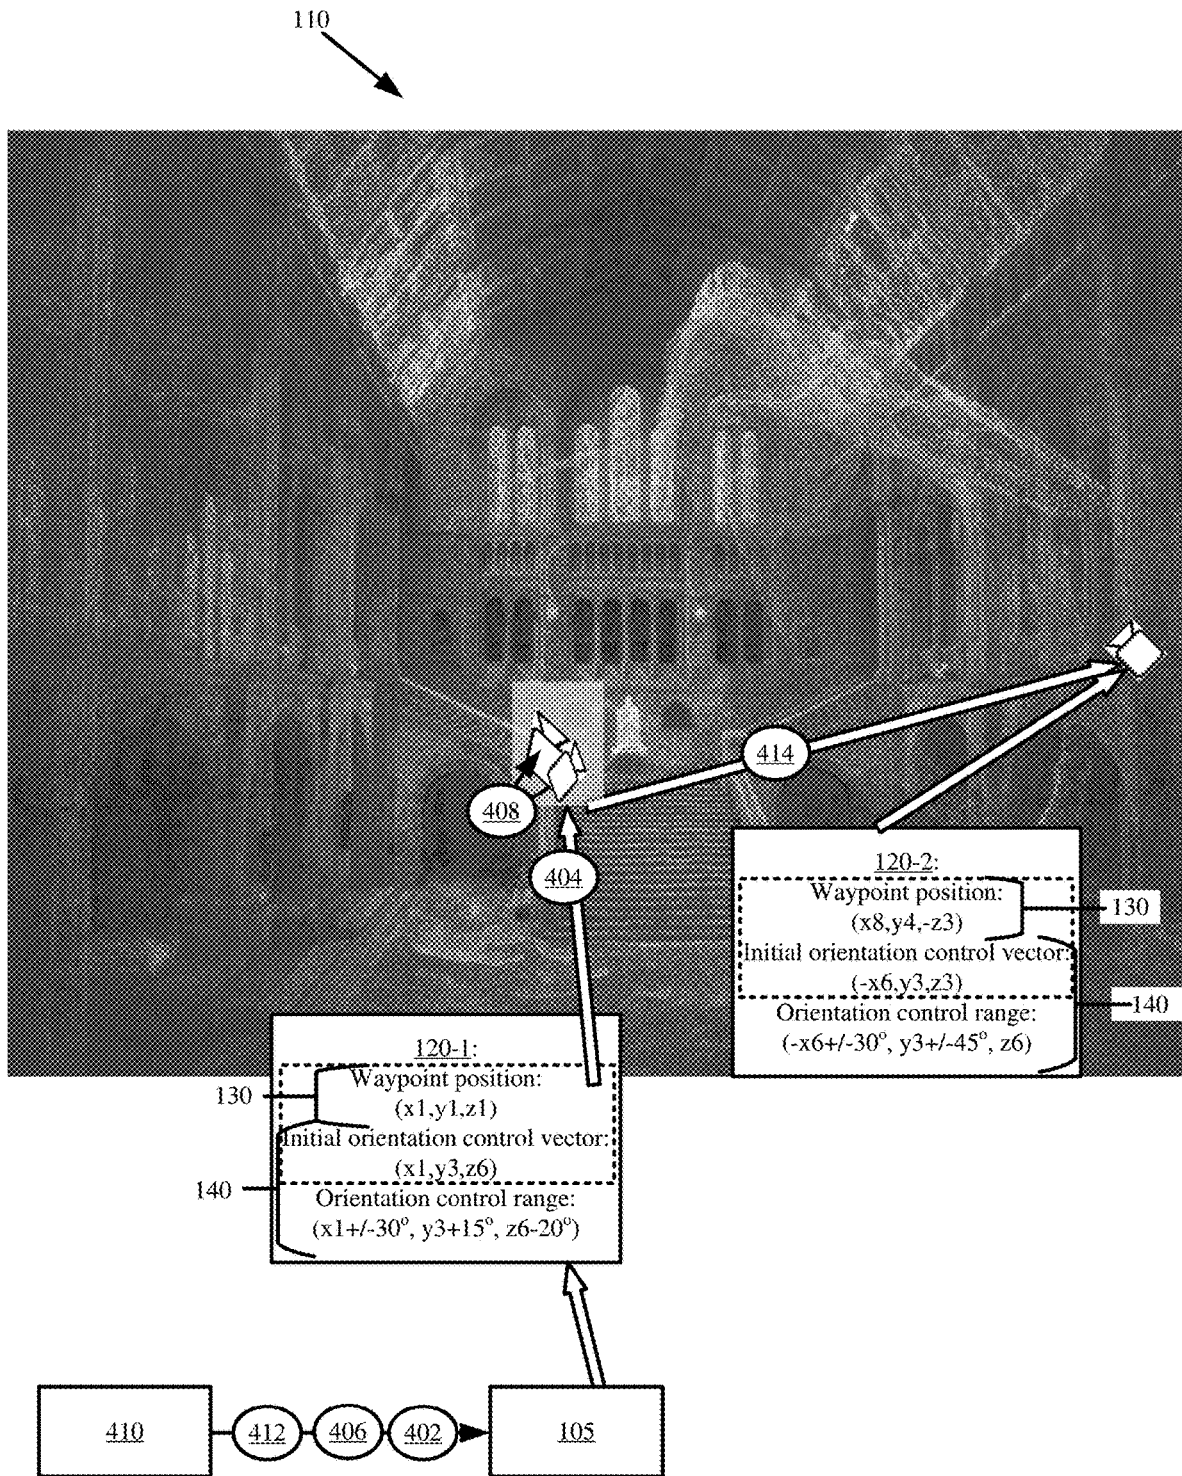 110
414
408
404
120-2:
Waypoint position:
(x8,y4,-z3)
130
Initial orientation control vector:
(-x6,y3,z3)
140
Orientation control range:
(-x6+/-30°, y3+/-45°, z6)
120-1:
Waypoint position:
130
(x1,y1,z1)
Initial orientation control vector:
(x1,y3,z6)
140
Orientation control range:
(x1+/-30°, y3+15°, z6-20°)
410
412
406
402
105